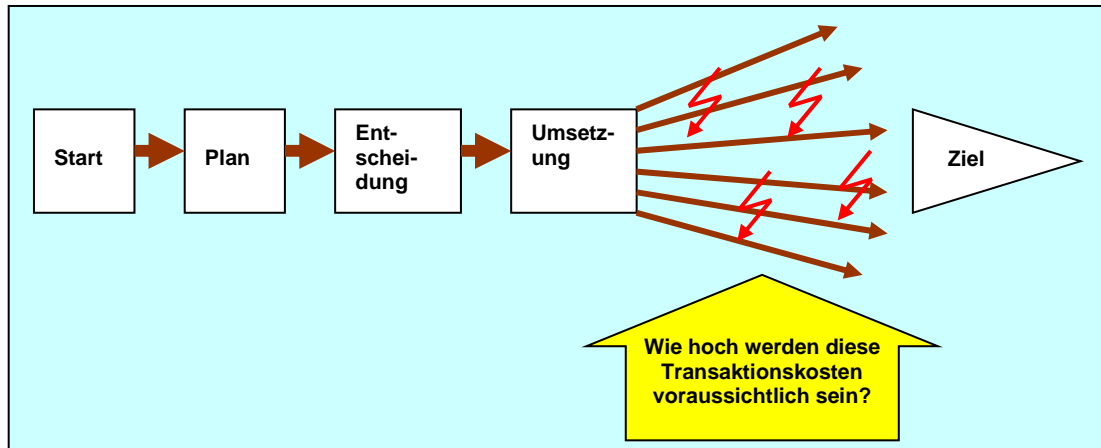 Start
Plan
Ent-
schei-
dung
Umsetz-
ung
Ziel
Wie hoch werden diese
Transaktionskosten
voraussichtlich sein?